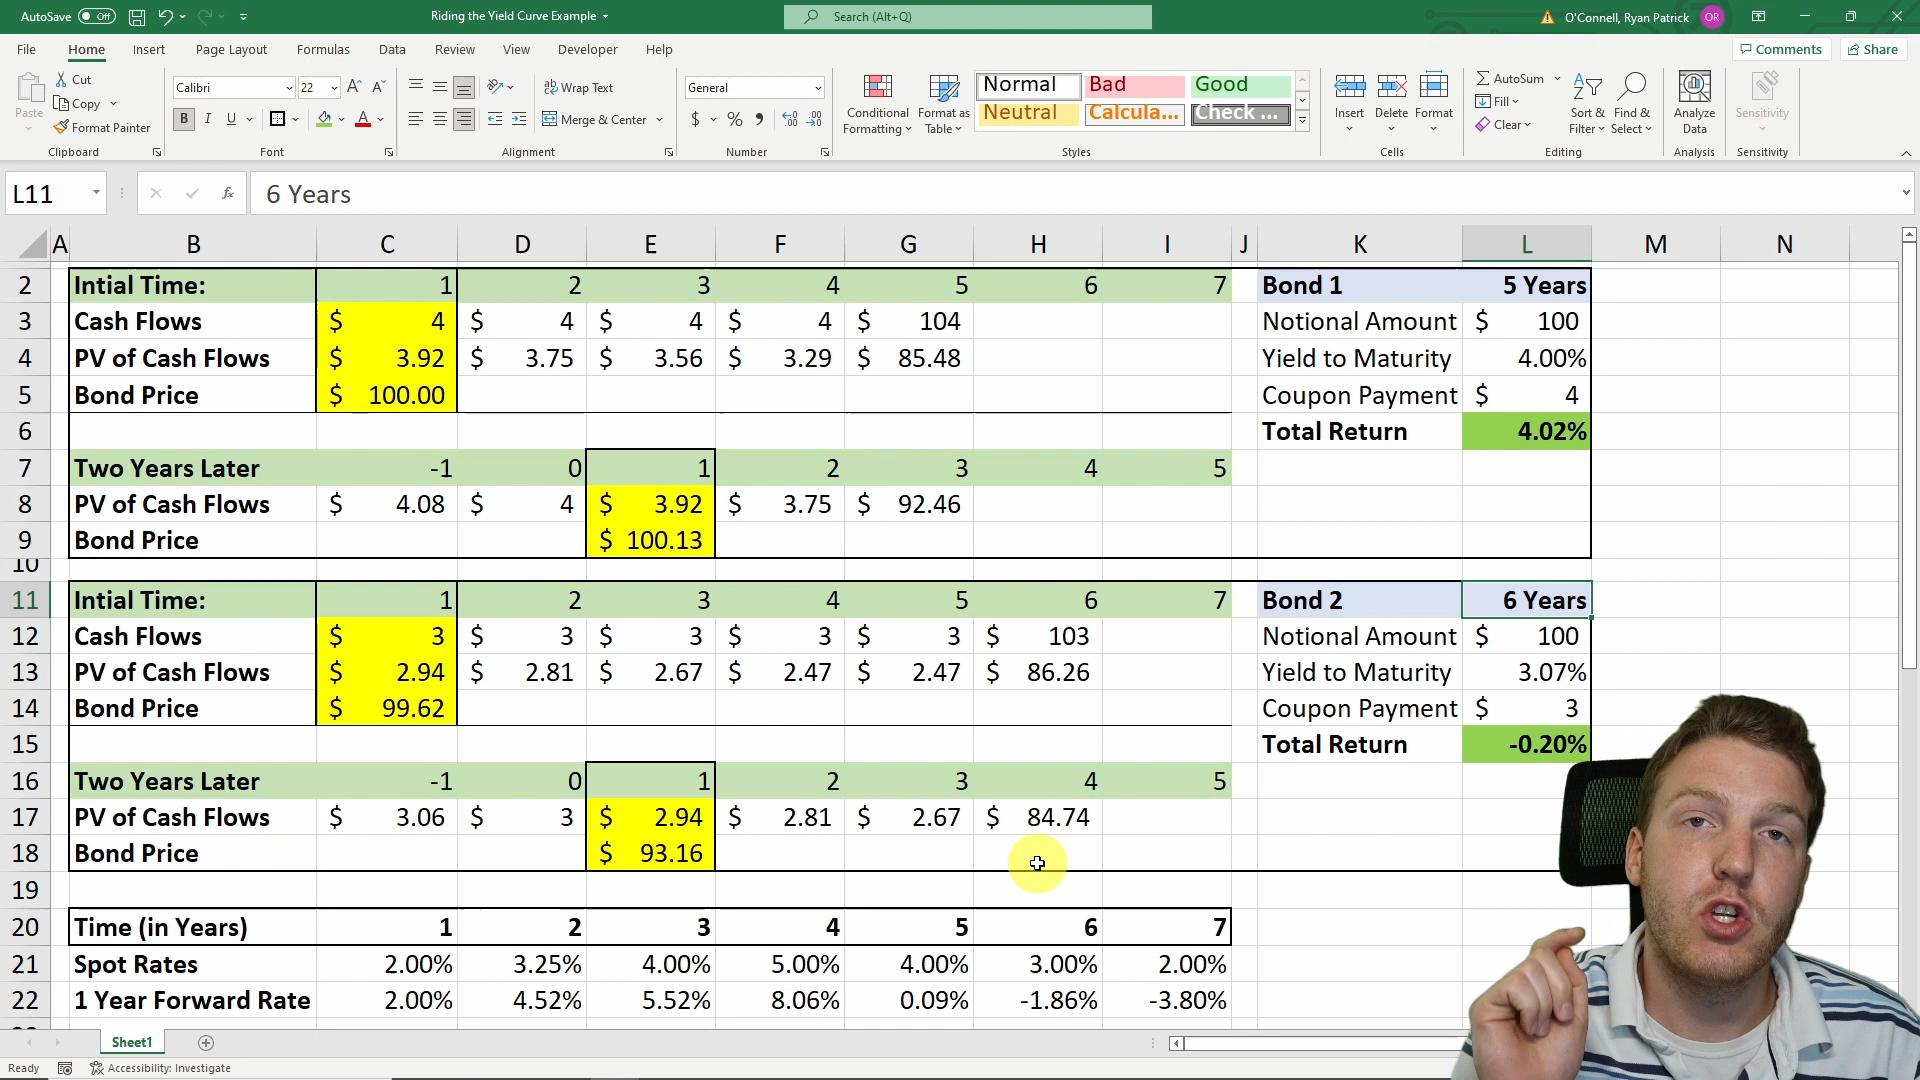 AutoSave Off Riding the Yield Curve Example Search (Alt+Q) O'Connell, Ryan Patrick OR
File Home Insert Page Layout Formulas Data Review View Developer Help Comments Share
Paste Cut Copy Format Painter Clipboard
Calibri 22 B I U A A A Font
Wrap Text Merge & Center Alignment
General $ % Number
Conditional Formatting Format as Table Normal Bad Good Neutral Calcula... Check ... Styles
Insert Delete Format Cells
AutoSum Fill Clear Sort & Filter Find & Select Editing
Analyze Data Analysis Sensitivity Sensitivity
L11 fx 6 Years
A B C D E F G H I J K L M N
2 Intial Time: 1 2 3 4 5 6 7 Bond 1 5 Years
3 Cash Flows $ 4 $ 4 $ 4 $ 4 $ 104 Notional Amount $ 100
4 PV of Cash Flows $ 3.92 $ 3.75 $ 3.56 $ 3.29 $ 85.48 Yield to Maturity 4.00%
5 Bond Price $ 100.00 Coupon Payment $ 4
6 Total Return 4.02%
7 Two Years Later -1 0 1 2 3 4 5
8 PV of Cash Flows $ 4.08 $ 4 $ 3.92 $ 3.75 $ 92.46
9 Bond Price $ 100.13
10
11 Intial Time: 1 2 3 4 5 6 7 Bond 2 6 Years
12 Cash Flows $ 3 $ 3 $ 3 $ 3 $ 3 $ 103 Notional Amount $ 100
13 PV of Cash Flows $ 2.94 $ 2.81 $ 2.67 $ 2.47 $ 2.47 $ 86.26 Yield to Maturity 3.07%
14 Bond Price $ 99.62 Coupon Payment $ 3
15 Total Return -0.20%
16 Two Years Later -1 0 1 2 3 4 5
17 PV of Cash Flows $ 3.06 $ 3 $ 2.94 $ 2.81 $ 2.67 $ 84.74
18 Bond Price $ 93.16
19
20 Time (in Years) 1 2 3 4 5 6 7
21 Spot Rates 2.00% 3.25% 4.00% 5.00% 4.00% 3.00% 2.00%
22 1 Year Forward Rate 2.00% 4.52% 5.52% 8.06% 0.09% -1.86% -3.80%
Sheet1
Ready Accessibility: Investigate